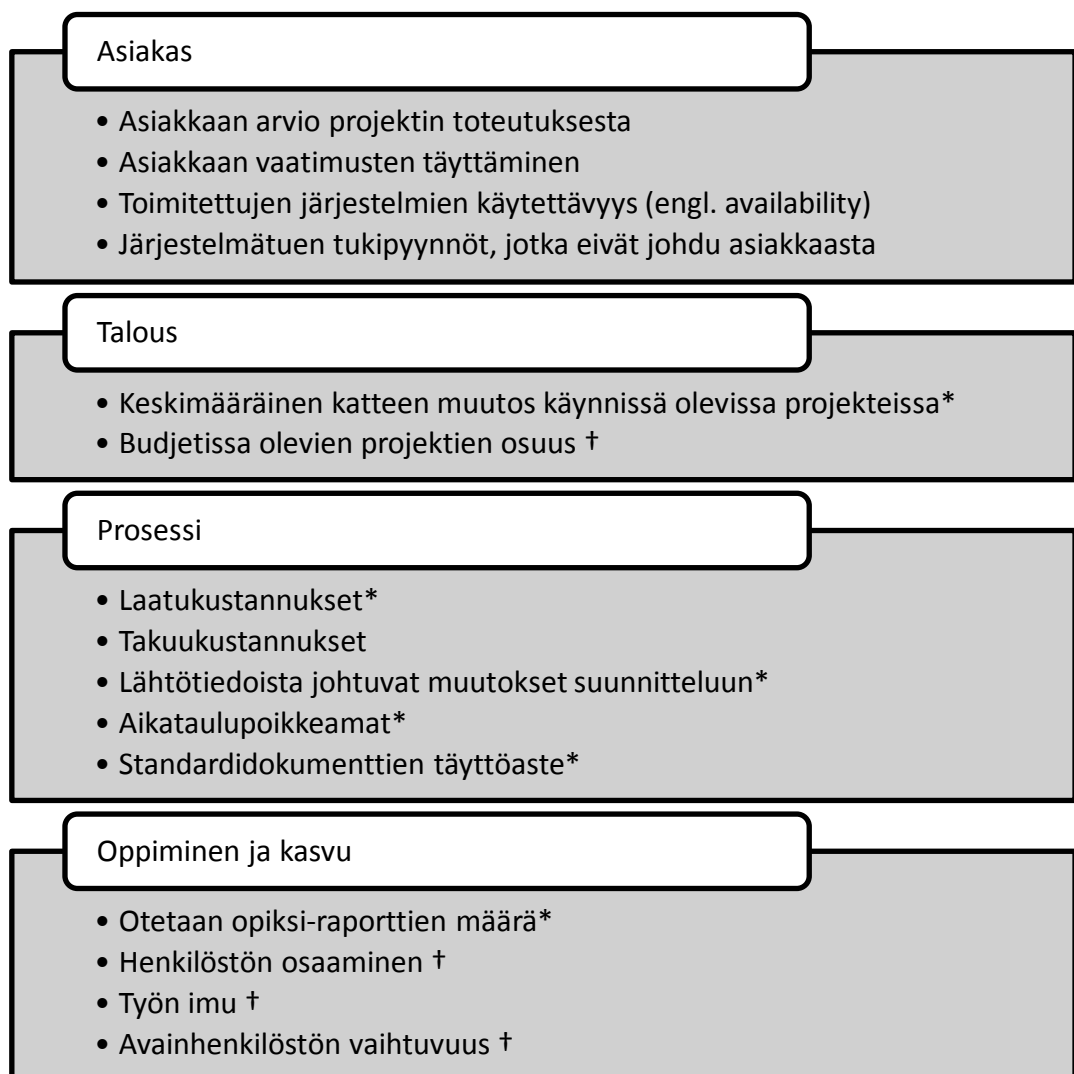 Asiakas
• Asiakkaan arvio projektin toteutuksesta
• Asiakkaan vaatimusten täyttäminen
• Toimitettujen järjestelmien käytettävyys (engl. availability)
• Järjestelmätuen tukipyynnöt, jotka eivät johdu asiakkaasta
Talous
• Keskimääräinen katteen muutos käynnissä olevissa projekteissa*
• Budjetissa olevien projektien osuus †
Prosessi
• Laatukustannukset*
• Takuukustannukset
• Lähtötiedoista johtuvat muutokset suunnitteluun*
• Aikataulupoikkeamat*
• Standardidokumenttien täyttöaste*
Oppiminen ja kasvu
• Otetaan opiksi-raporttien määrä*
• Henkilöstön osaaminen †
• Työn imu †
• Avainhenkilöstön vaihtuvuus †